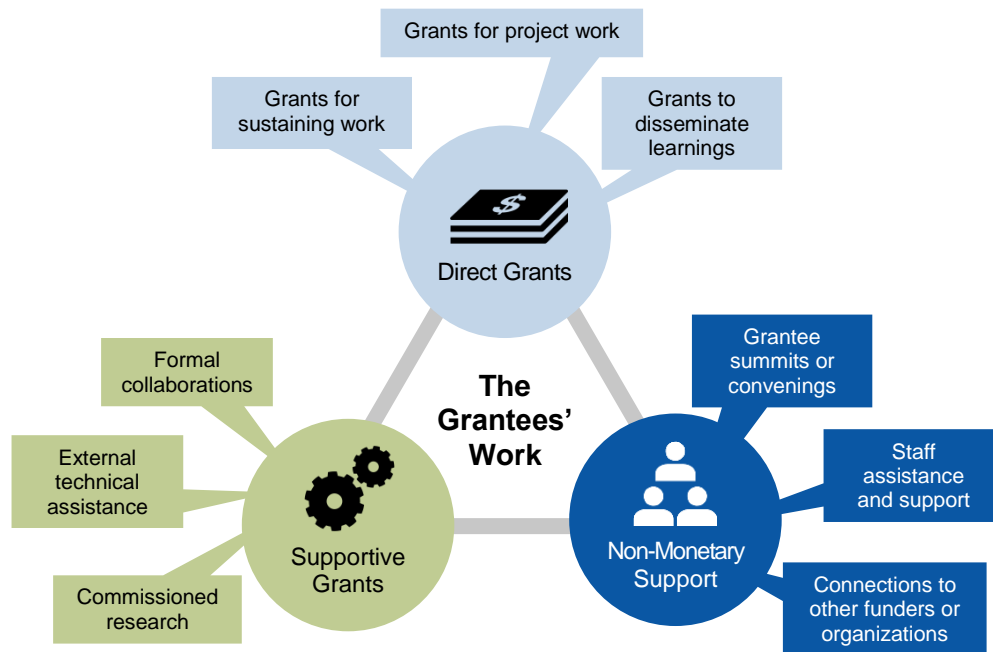 Grants for project work
Grants for
sustaining work
Grants to
disseminate
learnings
$
Direct Grants
Formal
collaborations
External
technical
assistance
Commissioned
research
The
Grantees’
Work
Supportive
Grants
Grantee
summits or
convenings
Staff
assistance
and support
Connections to
other funders or
organizations
Non-Monetary
Support